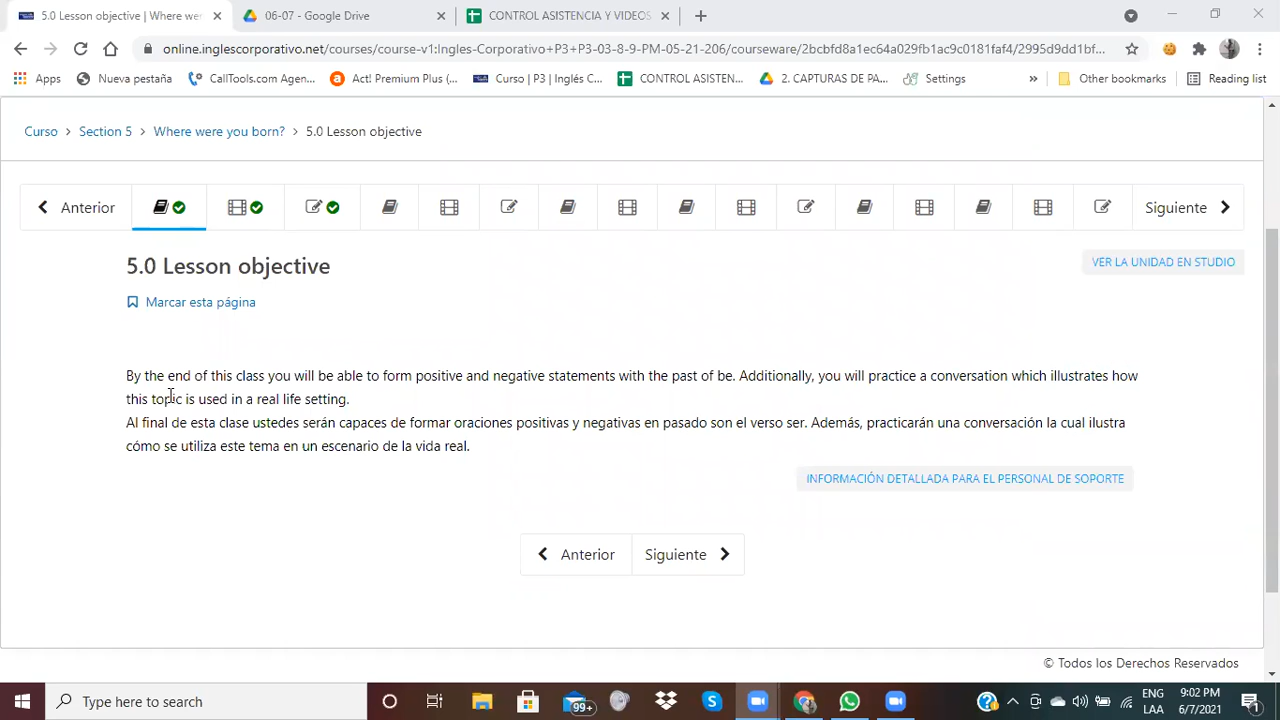 5.0 Lesson objective | Where wer
06-07 - Google Drive
CONTROL ASISTENCIA Y VIDEOS
online.inglescorporativo.net/courses/course-v1:Ingles-Corporativo+P3+P3-03-8-9-PM-05-21-206/courseware/2bcbfd8a1ec64a029fb1ac9c0181faf4/2995d9dd1bf...
Apps
Nueva pestaña
CallTools.com Agen...
Act! Premium Plus (...
Curso | P3 | Inglés C...
CONTROL ASISTEN...
2. CAPTURAS DE PA...
Settings
»
Other bookmarks
Reading list
Curso > Section 5 > Where were you born? > 5.0 Lesson objective
Anterior
Siguiente
5.0 Lesson objective
VER LA UNIDAD EN STUDIO
Marcar esta página
By the end of this class you will be able to form positive and negative statements with the past of be. Additionally, you will practice a conversation which illustrates how
this topic is used in a real life setting.
Al final de esta clase ustedes serán capaces de formar oraciones positivas y negativas en pasado son el verso ser. Además, practicarán una conversación la cual ilustra
cómo se utiliza este tema en un escenario de la vida real.
INFORMACIÓN DETALLADA PARA EL PERSONAL DE SOPORTE
Anterior
Siguiente
© Todos los Derechos Reservados
Type here to search
99+
ENG
LAA
9:02 PM
6/7/2021
1